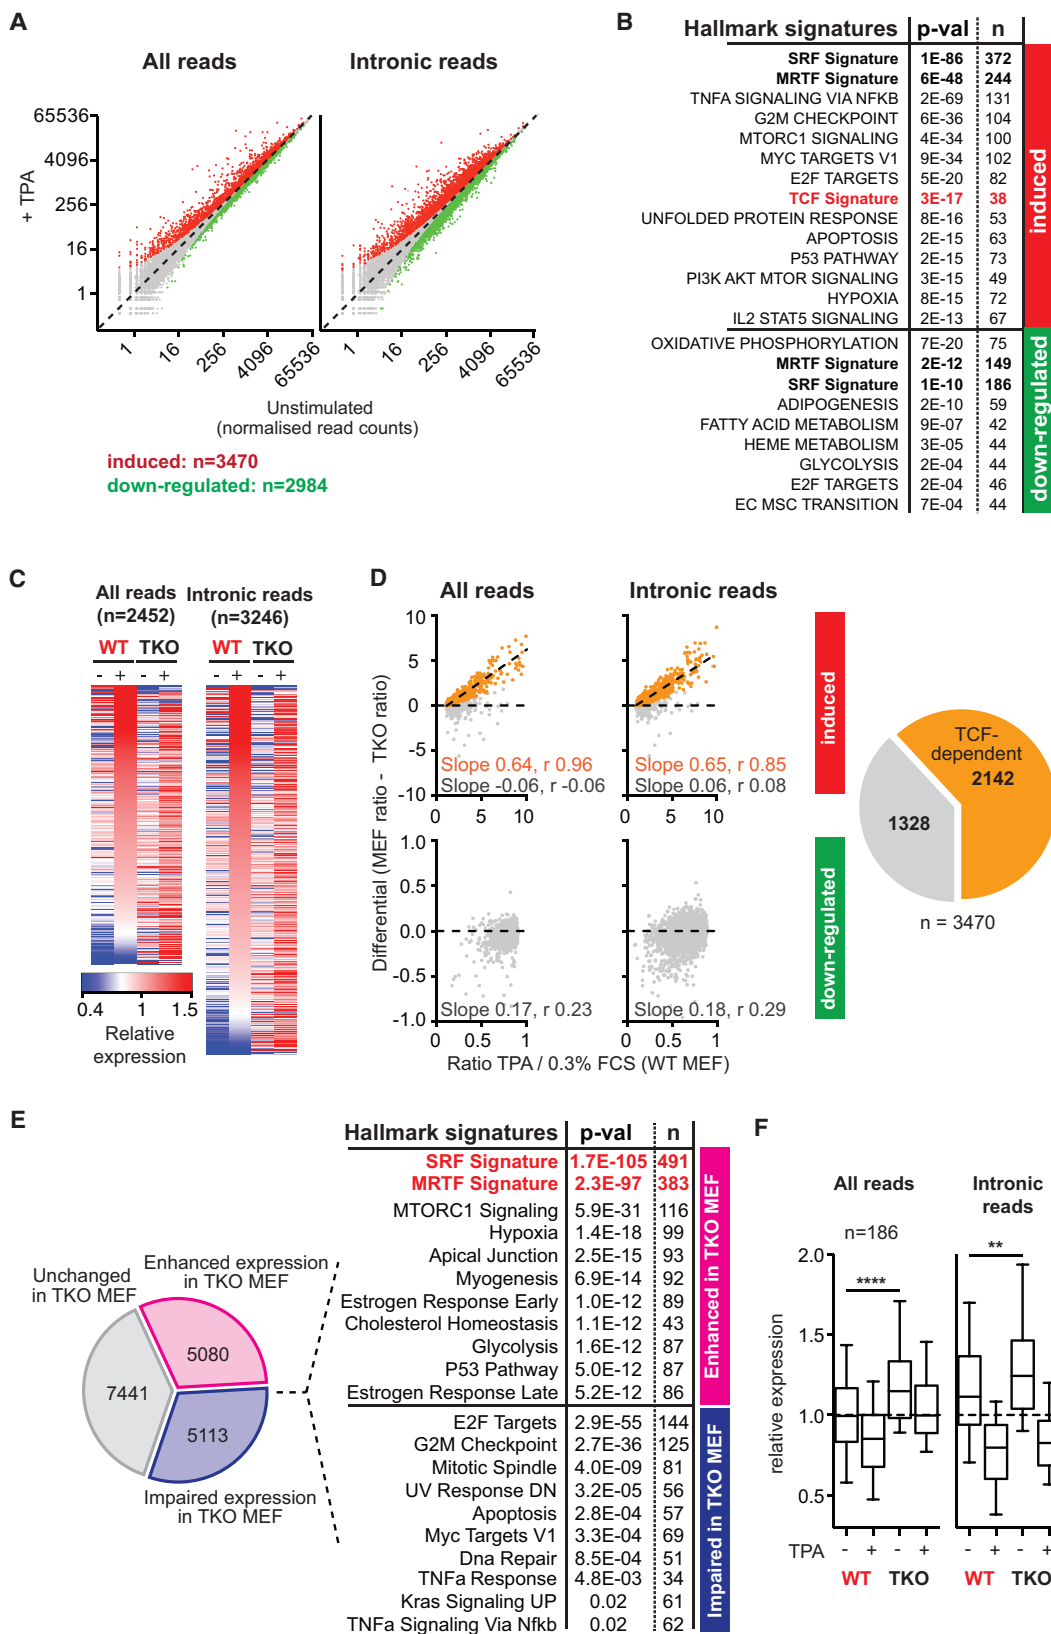 A
All reads
Intronic reads
65536
4096
256
16
1
+ TPA
1 16 256 4096 65536
1 16 256 4096 65536
Unstimulated
(normalised read counts)
induced: n=3470
down-regulated: n=2984
B
Hallmark signatures p-val n
SRF Signature 1E-86 372
MRTF Signature 6E-48 244
TNFA SIGNALING VIA NFKB 2E-69 131
G2M CHECKPOINT 6E-36 104
MTORC1 SIGNALING 4E-34 100
MYC TARGETS V1 9E-34 102
E2F TARGETS 5E-20 82
TCF Signature 3E-17 38
UNFOLDED PROTEIN RESPONSE 8E-16 53
APOPTOSIS 2E-15 63
P53 PATHWAY 2E-15 73
PI3K AKT MTOR SIGNALING 3E-15 49
HYPOXIA 8E-15 72
IL2 STAT5 SIGNALING 2E-13 67
induced
OXIDATIVE PHOSPHORYLATION 7E-20 75
MRTF Signature 2E-12 149
SRF Signature 1E-10 186
ADIPOGENESIS 2E-10 59
FATTY ACID METABOLISM 9E-07 42
HEME METABOLISM 3E-05 44
GLYCOLYSIS 2E-04 44
E2F TARGETS 2E-04 46
EC MSC TRANSITION 7E-04 44
down-regulated
C
All reads
(n=2452)
Intronic reads
(n=3246)
WT TKO
WT TKO
- + - +
- + - +
0.4 1 1.5
Relative
expression
D
All reads
Intronic reads
10
5
0
-5
-10
Slope 0.64, r 0.96
Slope -0.06, r -0.06
Slope 0.65, r 0.85
Slope 0.06, r 0.08
0 5 10
0 5 10
induced
Differential (MEF ratio - TKO ratio)
1.0
0.5
0.0
-0.5
-1.0
Slope 0.17, r 0.23
Slope 0.18, r 0.29
0 0.5 1
0 0.5 1
Ratio TPA / 0.3% FCS (WT MEF)
down-regulated
TCF-
dependent
2142
1328
n = 3470
E
Unchanged
in TKO MEF
Enhanced expression
in TKO MEF
5080
7441
5113
Impaired expression
in TKO MEF
Hallmark signatures p-val n
SRF Signature 1.7E-105 491
MRTF Signature 2.3E-97 383
MTORC1 Signaling 5.9E-31 116
Hypoxia 1.4E-18 99
Apical Junction 2.5E-15 93
Myogenesis 6.9E-14 92
Estrogen Response Early 1.0E-12 89
Cholesterol Homeostasis 1.1E-12 43
Glycolysis 1.6E-12 87
P53 Pathway 5.0E-12 87
Estrogen Response Late 5.2E-12 86
Enhanced in TKO MEF
E2F Targets 2.9E-55 144
G2M Checkpoint 2.7E-36 125
Mitotic Spindle 4.0E-09 81
UV Response DN 3.2E-05 56
Apoptosis 2.8E-04 57
Myc Targets V1 3.3E-04 69
Dna Repair 8.5E-04 51
TNFa Response 4.8E-03 34
Kras Signaling UP 0.02 61
TNFa Signaling Via Nfkb 0.02 62
Impaired in TKO MEF
F
All reads
Intronic
reads
n=186
2.0
1.5
1.0
0.5
relative expression
****
**
TPA - + - + - + - +
WT TKO WT TKO